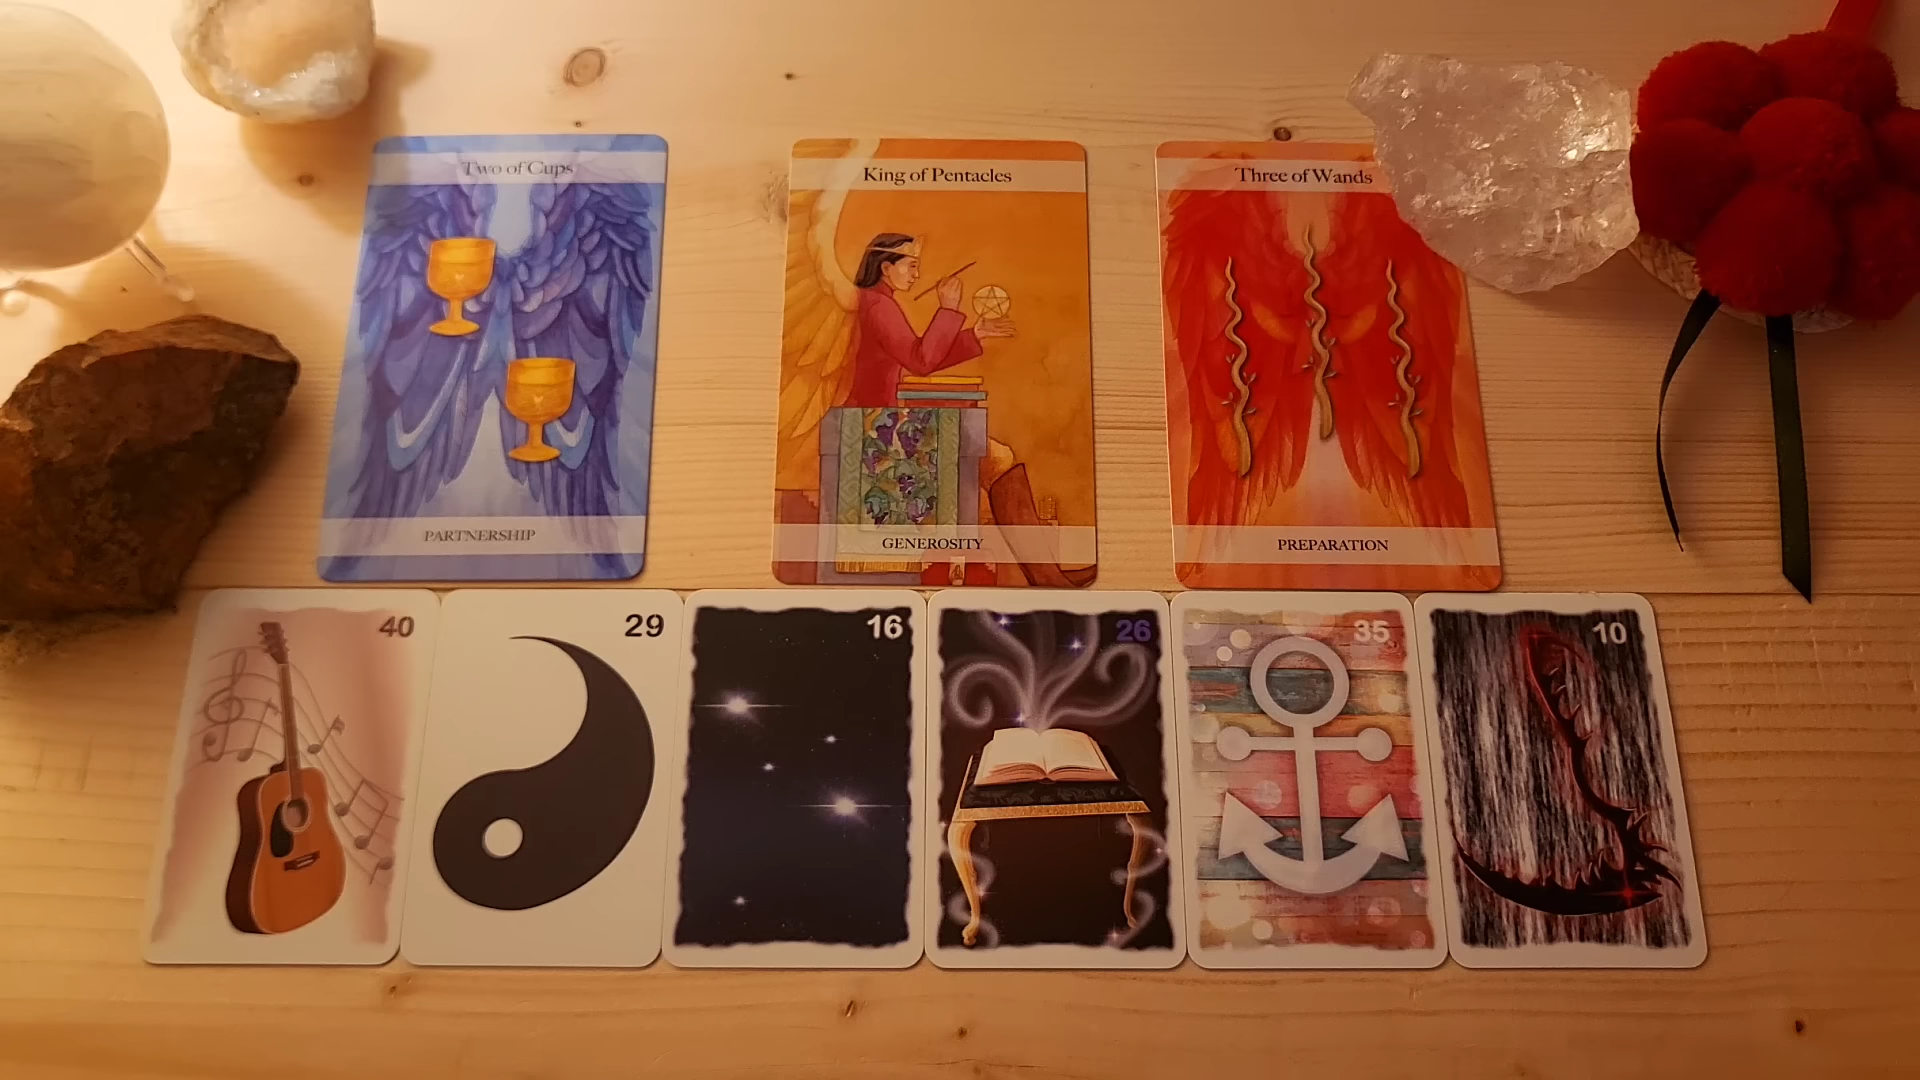 Two of Cups
PARTNERSHIP
King of Pentacles
GENEROSITY
Three of Wands
PREPARATION
40
29
16
26
35
10